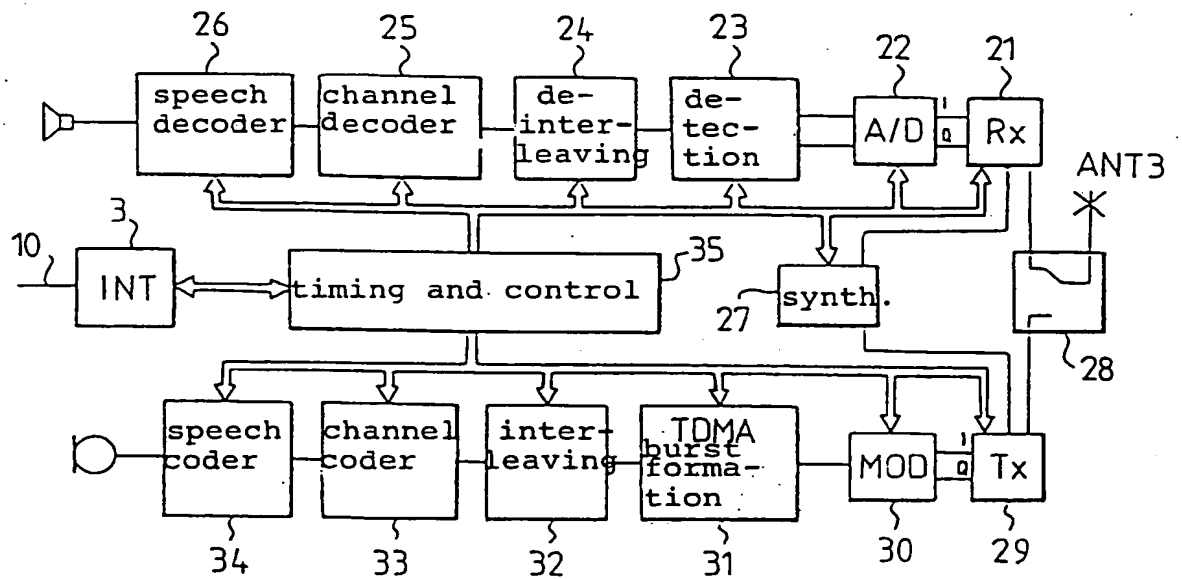 26
25
24
23
22
21
speech
decoder
channel
decoder
de-
inter-
leaving
de-
tec-
tion
A/D
I
Q
Rx
ANT3
3
10
INT
35
timing and control
27
synth.
28
speech
coder
channel
coder
inter-
leaving
TDMA
burst
forma-
tion
MOD
I
Q
Tx
34
33
32
31
30
29